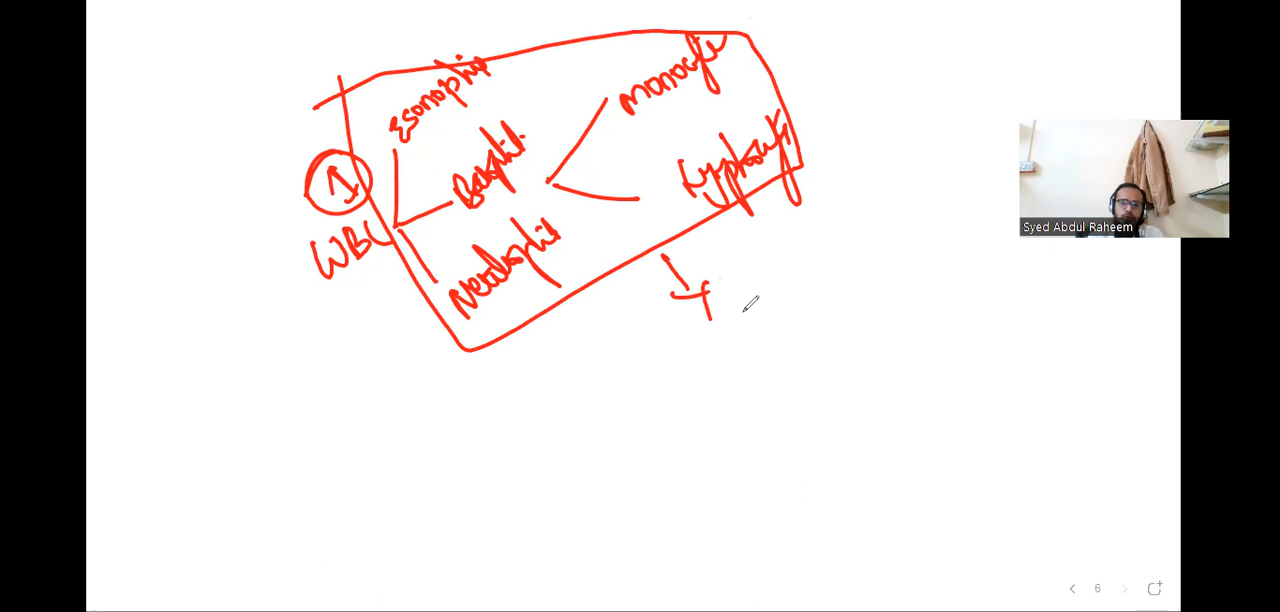 Esonophil
Basophil
Neutrophil
Monocyte
Lymphocyte
1
WBC
Syed Abdul Raheem
6